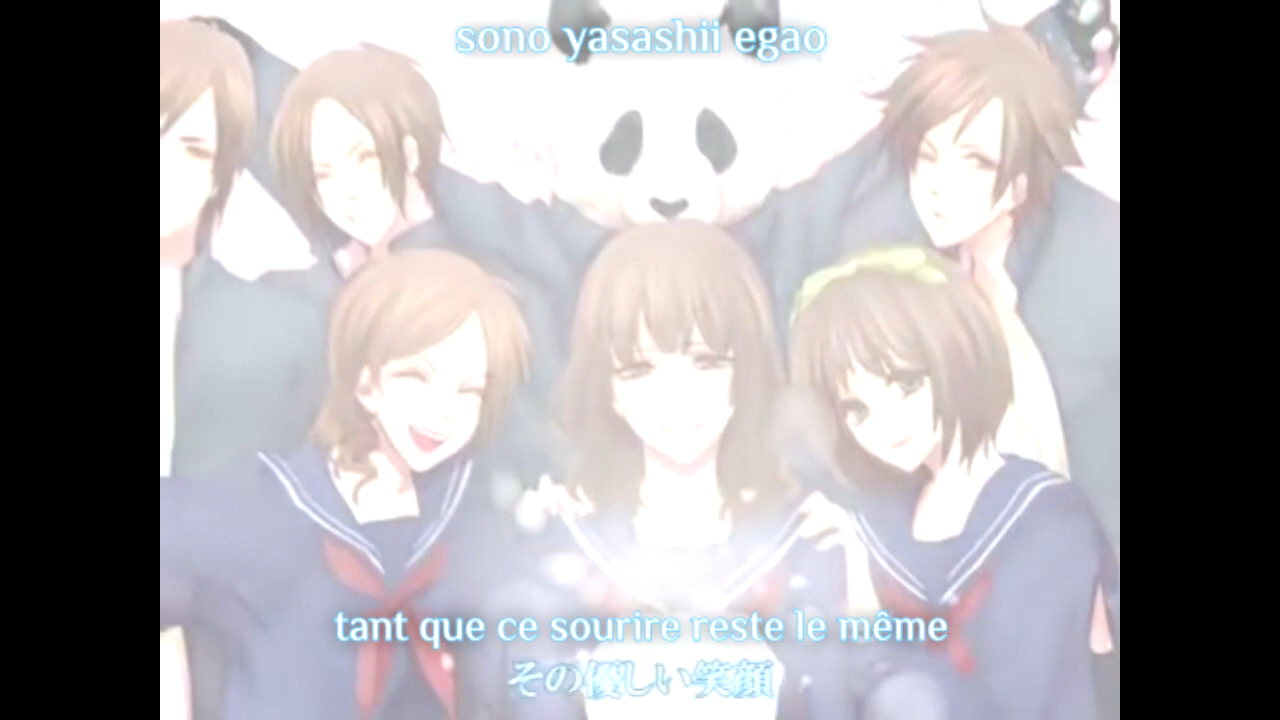 sono yasashii egao
tant que ce sourire reste le même
その優しい笑顔